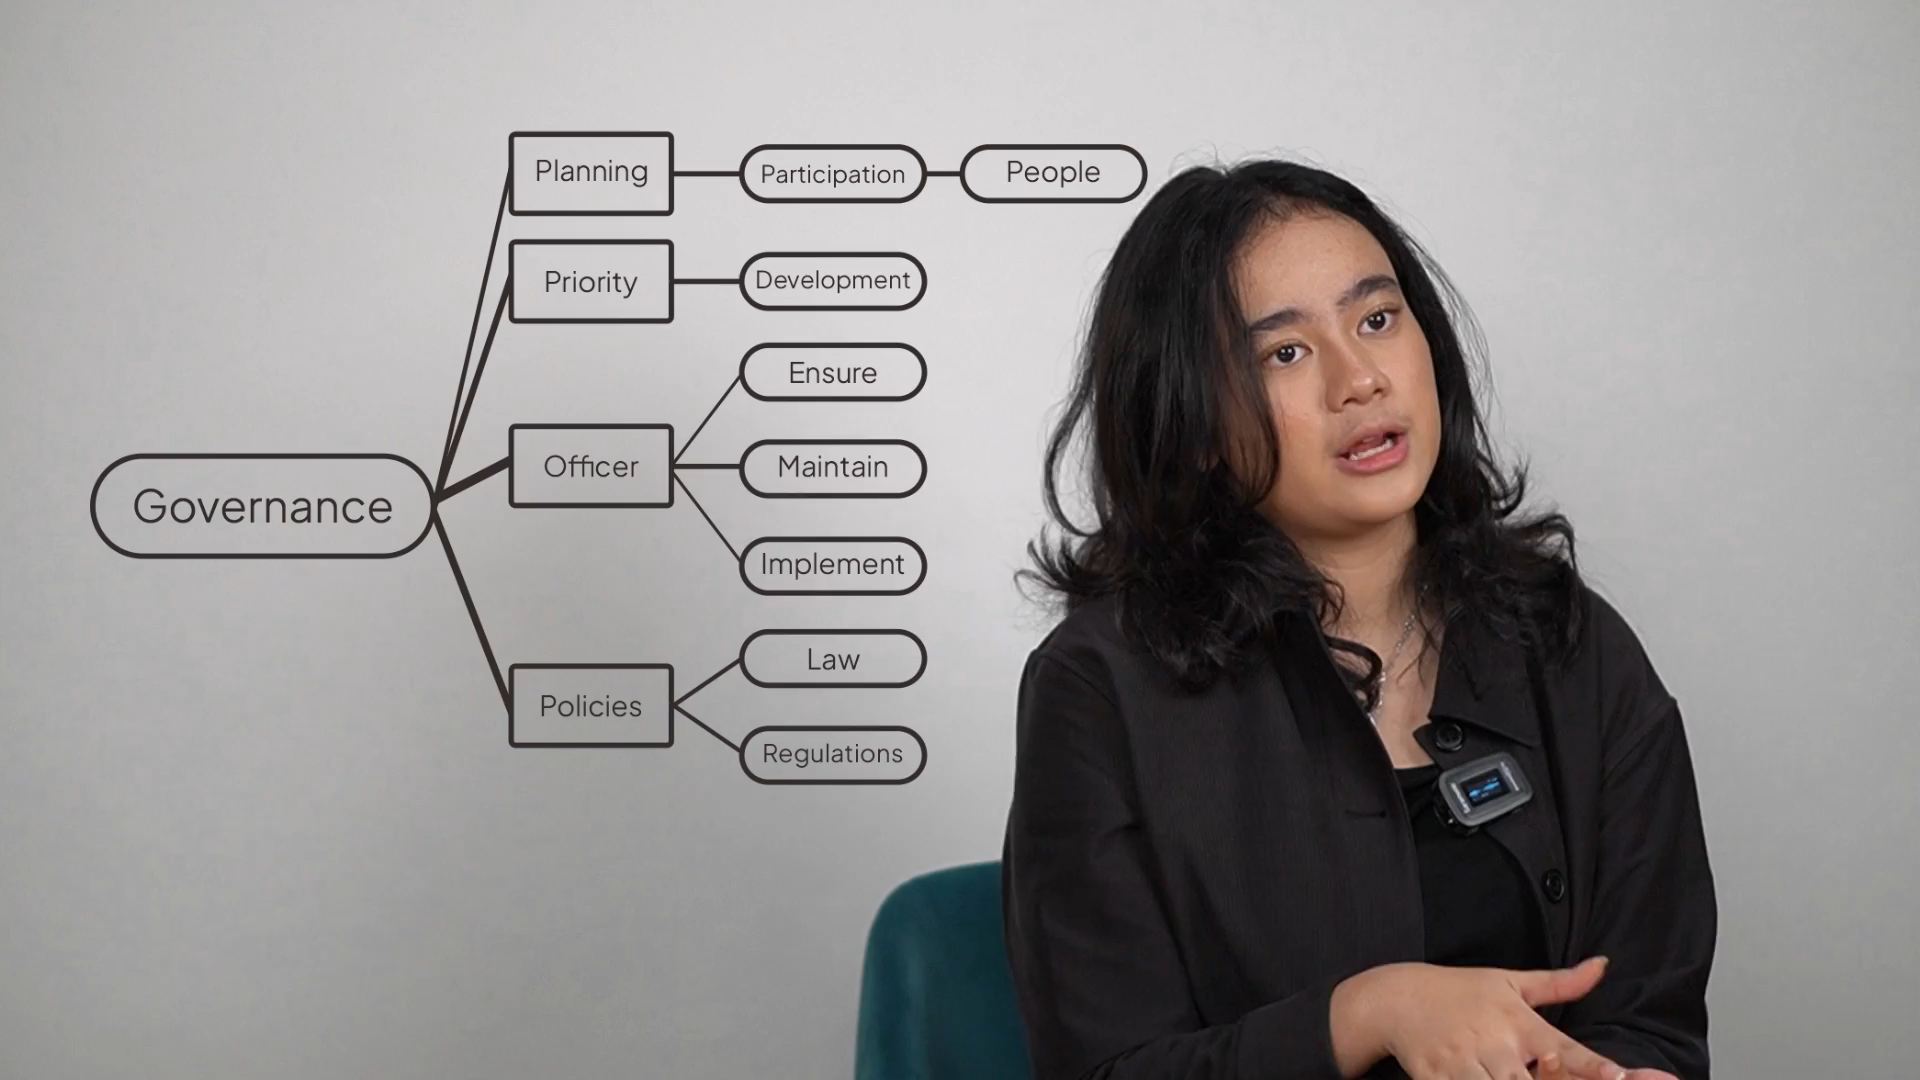 Planning
Participation
People
Priority
Development
Ensure
Officer
Maintain
Governance
Implement
Law
Policies
Regulations